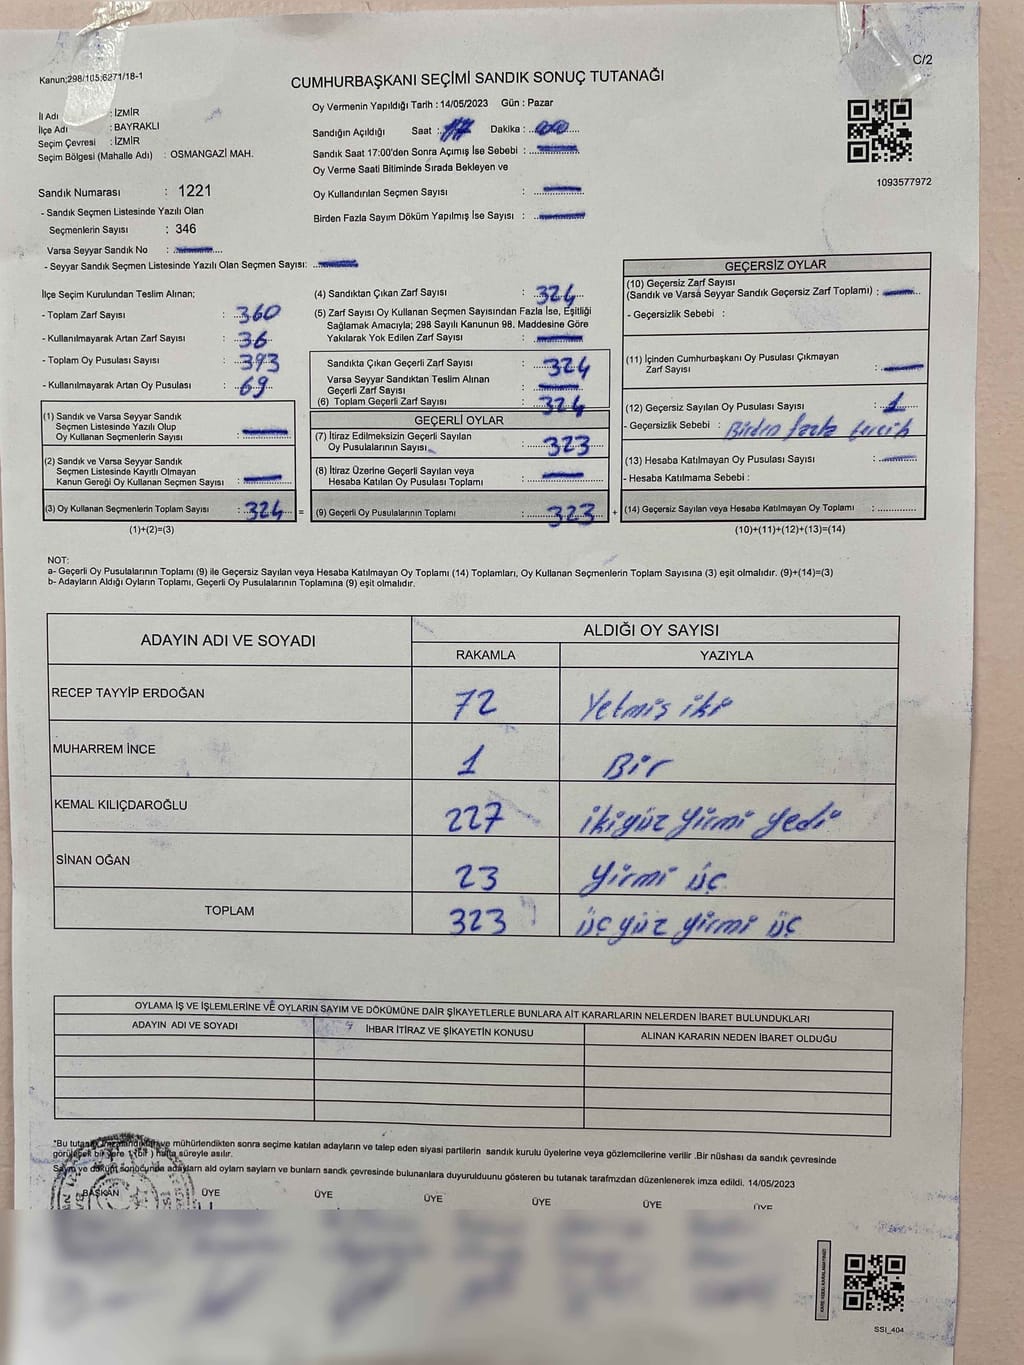 Kanun;298/105;6271/18-1
C/2
CUMHURBAŞKANI SEÇİMİ SANDIK SONUÇ TUTANAĞI
İl Adı : İZMİR
İlçe Adı : BAYRAKLI
Seçim Çevresi : İZMİR
Seçim Bölgesi (Mahalle Adı) : OSMANGAZİ MAH.
Sandık Numarası : 1221
- Sandık Seçmen Listesinde Yazılı Olan
Seçmenlerin Sayısı : 346
Varsa Seyyar Sandık No :
- Seyyar Sandık Seçmen Listesinde Yazılı Olan Seçmen Sayısı:
Oy Vermenin Yapıldığı Tarih : 14/05/2023 Gün : Pazar
Sandığın Açıldığı Saat : 17 Dakika : 00
Sandık Saat 17:00'den Sonra Açımış İse Sebebi :
Oy Verme Saati Bitiminde Sırada Bekleyen ve
Oy Kullandırılan Seçmen Sayısı :
Birden Fazla Sayım Döküm Yapılmış İse Sayısı :
1093577972
İlçe Seçim Kurulundan Teslim Alınan;
- Toplam Zarf Sayısı : 360
- Kullanılmayarak Artan Zarf Sayısı : 36
- Toplam Oy Pusulası Sayısı : 393
- Kullanılmayarak Artan Oy Pusulası : 69
(1) Sandık ve Varsa Seyyar Sandık
Seçmen Listesinde Yazılı Olup
Oy Kullanan Seçmenlerin Sayısı :
(2) Sandık ve Varsa Seyyar Sandık
Seçmen Listesinde Kayıtlı Olmayan
Kanun Gereği Oy Kullanan Seçmen Sayısı :
(3) Oy Kullanan Seçmenlerin Toplam Sayısı : 324 =
(1)+(2)=(3)
(4) Sandıktan Çıkan Zarf Sayısı : 324
(5) Zarf Sayısı Oy Kullanan Seçmen Sayısından Fazla İse, Eşitliği
Sağlamak Amacıyla; 298 Sayılı Kanunun 98. Maddesine Göre
Yakılarak Yok Edilen Zarf Sayısı :
Sandıkta Çıkan Geçerli Zarf Sayısı : 324
Varsa Seyyar Sandıktan Teslim Alınan
Geçerli Zarf Sayısı :
(6) Toplam Geçerli Zarf Sayısı : 324
GEÇERLİ OYLAR
(7) İtiraz Edilmeksizin Geçerli Sayılan
Oy Pusulalarının Sayısı : 323
(8) İtiraz Üzerine Geçerli Sayılan veya
Hesaba Katılan Oy Pusulası Toplamı :
(9) Geçerli Oy Pusulalarının Toplamı : 323 +
GEÇERSİZ OYLAR
(10) Geçersiz Zarf Sayısı
(Sandık ve Varsa Seyyar Sandık Geçersiz Zarf Toplamı) :
- Geçersizlik Sebebi :
(11) İçinden Cumhurbaşkanı Oy Pusulası Çıkmayan
Zarf Sayısı :
(12) Geçersiz Sayılan Oy Pusulası Sayısı : 1
- Geçersizlik Sebebi : Birden fazla tercih
(13) Hesaba Katılmayan Oy Pusulası Sayısı :
- Hesaba Katılmama Sebebi :
(14) Geçersiz Sayılan veya Hesaba Katılmayan Oy Toplamı :
(10)+(11)+(12)+(13)=(14)
NOT:
a- Geçerli Oy Pusulalarının Toplamı (9) ile Geçersiz Sayılan veya Hesaba Katılmayan Oy Toplamı (14) Toplamları, Oy Kullanan Seçmenlerin Toplam Sayısına (3) eşit olmalıdır. (9)+(14)=(3)
b- Adayların Aldığı Oyların Toplamı, Geçerli Oy Pusulalarının Toplamına (9) eşit olmalıdır.
ADAYIN ADI VE SOYADI ALDIĞI OY SAYISI
RAKAMLA YAZIYLA
RECEP TAYYİP ERDOĞAN 72 Yetmiş iki
MUHARREM İNCE 1 Bir
KEMAL KILIÇDAROĞLU 227 ikiyüz yirmi yedi
SİNAN OĞAN 23 yirmi üç
TOPLAM 323 üç yüz yirmi üç
OYLAMA İŞ VE İŞLEMLERİNE VE OYLARIN SAYIM VE DÖKÜMÜNE DAİR ŞİKAYETLERLE BUNLARA AİT KARARLARIN NELERDEN İBARET BULUNDUKLARI
ADAYIN ADI VE SOYADI İHBAR İTİRAZ VE ŞİKAYETİN KONUSU ALINAN KARARIN NEDEN İBARET OLDUĞU
*Bu ve mühürlendikten sonra seçime katılan adayların ve talep eden siyasi partilerin sandık kurulu üyelerine veya gözlemcilerine verilir .Bir nüshası da sandık çevresinde
görülecek bir yere 1 (bir ) hafta süreyle asılır.
Sayım ve döküm sonucunda adayların ald oyların sayların ve bunların sandk çevresinde bulunanlara duyurulduunu gösteren bu tutanak tarafmzdan düzenlenerek imza edildi. 14/05/2023
BAŞKAN ÜYE ÜYE ÜYE ÜYE ÜYE ÜYE
SSI_404